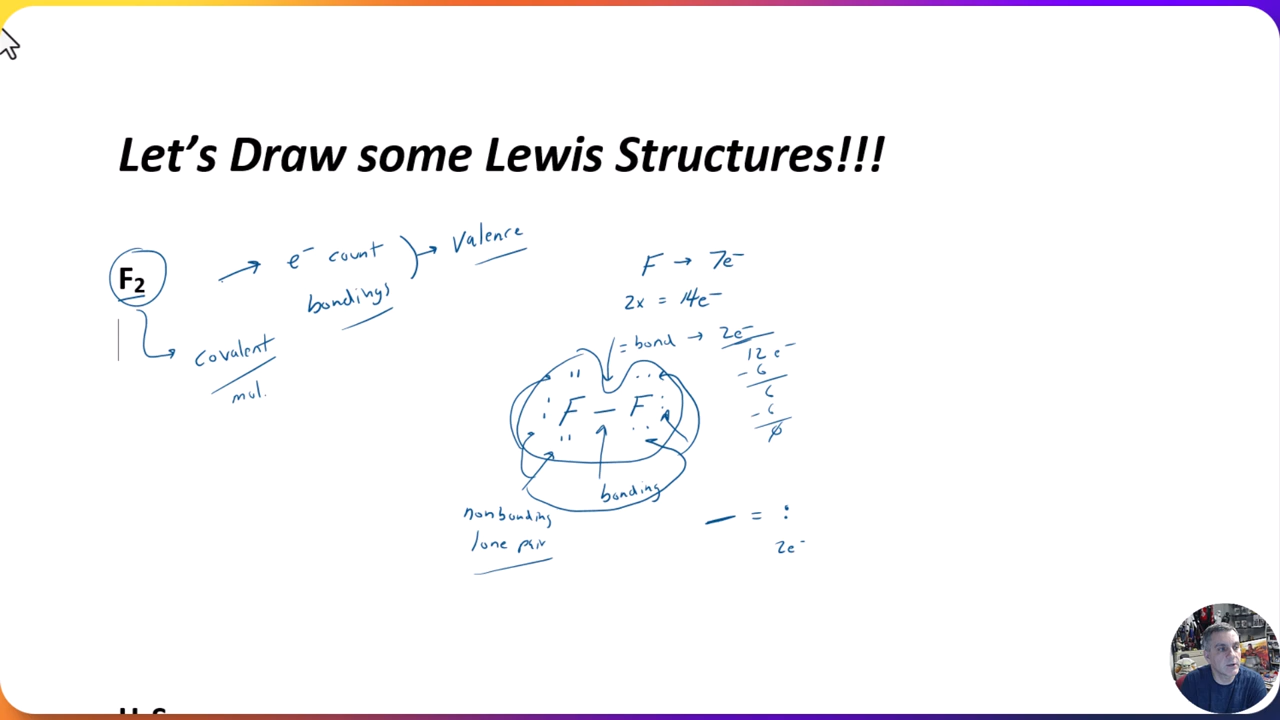 Let's Draw some Lewis Structures!!!
F₂
→ e⁻ count
bondings
→ Valence
covalent
mol.
F → 7e⁻
2x = 14e⁻
= bond → 2e⁻
12 e⁻
- 6
6
- 6
0
: F — F :
bonding
nonbonding
lone pair
— = :
2e⁻